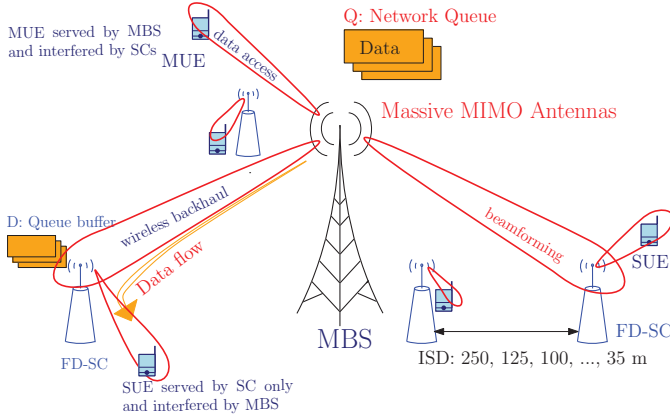 Q: Network Queue
MUE served by MBS
and interfered by SCs
MUE
data access
Data
Massive MIMO Antennas
D: Queue buffer
wireless backhaul
Data flow
beamforming
SUE
FD-SC
MBS
FD-SC
ISD: 250, 125, 100, ..., 35 m
SUE served by SC only
and interfered by MBS